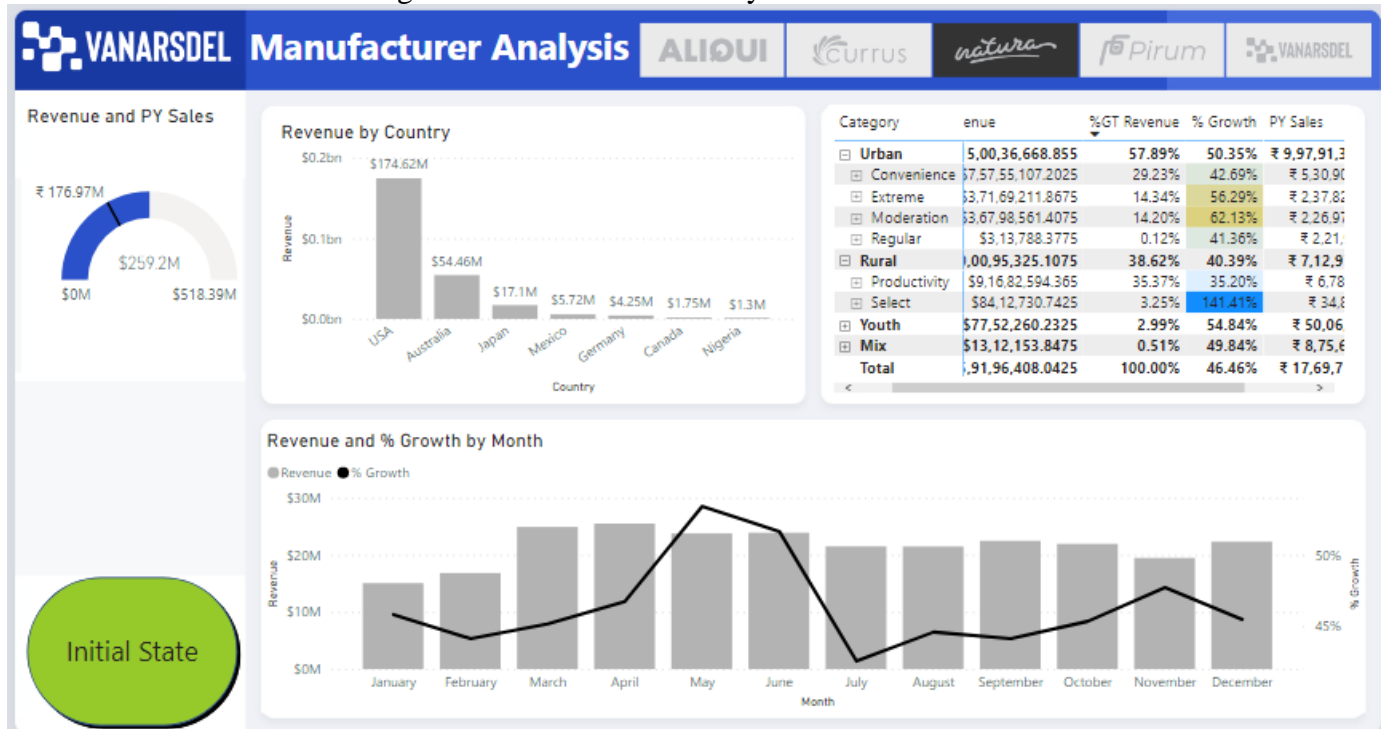 VANARSDEL Manufacturer Analysis ALIQUI Currus natura Pirum VANARSDEL
Revenue and PY Sales
₹ 176.97M
$259.2M
$0M $518.39M
Initial State
Revenue by Country
$0.2bn
$0.1bn
$0.0bn
Revenue
$174.62M
$54.46M
$17.1M
$5.72M
$4.25M
$1.75M
$1.3M
USA Australia Japan Mexico Germany Canada Nigeria
Country
Category enue %GT Revenue % Growth PY Sales
Urban 5,00,36,668.855 57.89% 50.35% ₹ 9,97,91,3
Convenience $7,57,55,107.2025 29.23% 42.69% ₹ 5,30,90
Extreme $3,71,69,211.8675 14.34% 56.29% ₹ 2,37,82
Moderation $3,67,98,561.4075 14.20% 62.13% ₹ 2,26,97
Regular $3,13,788.3775 0.12% 41.36% ₹ 2,21,
Rural ,00,95,325.1075 38.62% 40.39% ₹ 7,12,9
Productivity $9,16,82,594.365 35.37% 35.20% ₹ 6,78
Select $84,12,730.7425 3.25% 141.41% ₹ 34,8
Youth $77,52,260.2325 2.99% 54.84% ₹ 50,06,
Mix $13,12,153.8475 0.51% 49.84% ₹ 8,75,6
Total ,91,96,408.0425 100.00% 46.46% ₹ 17,69,7
Revenue and % Growth by Month
Revenue % Growth
$30M
$20M
$10M
$0M
Revenue
50%
45%
% Growth
January February March April May June July August September October November December
Month